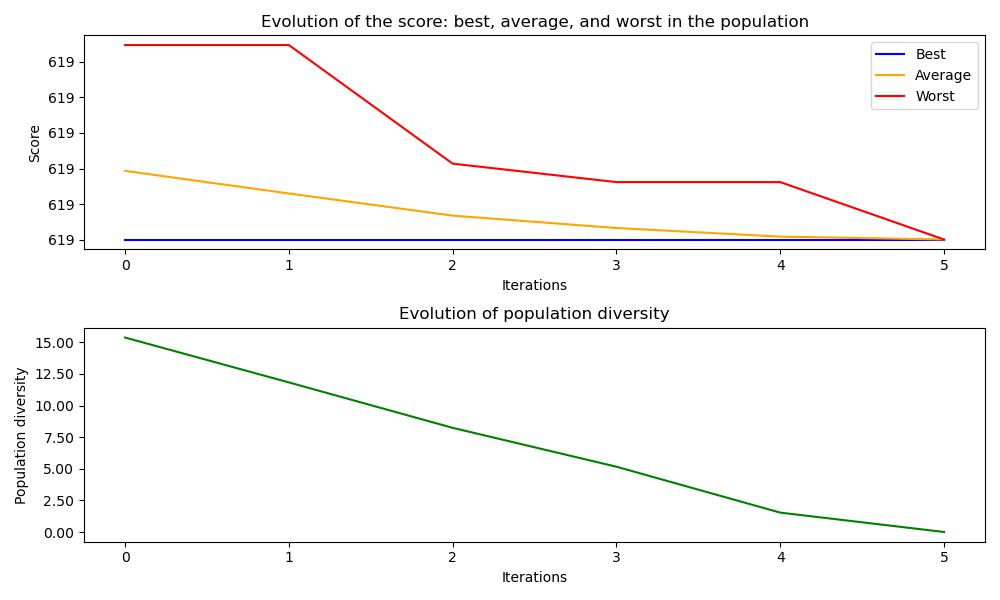 Evolution of the score: best, average, and worst in the population
619
619
619
619
619
619
Score
Best
Average
Worst
0 1 2 3 4 5
Iterations
Evolution of population diversity
15.00
12.50
10.00
7.50
5.00
2.50
0.00
Population diversity
0 1 2 3 4 5
Iterations